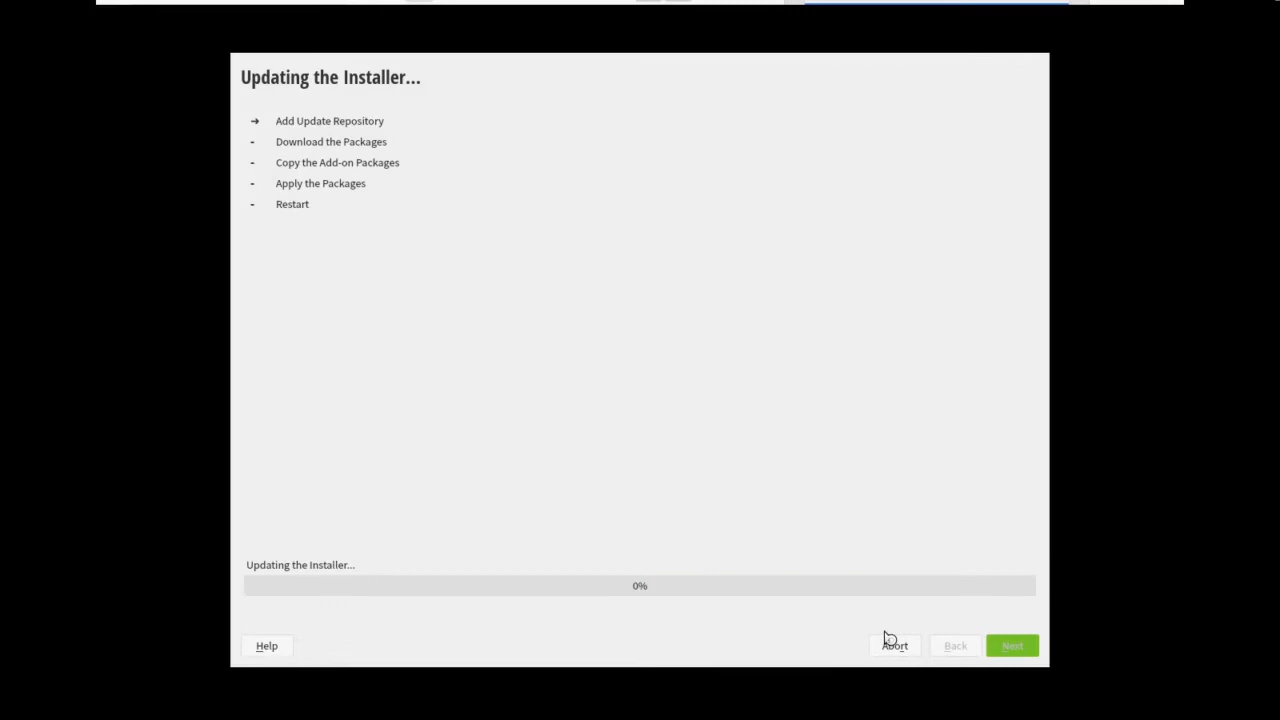 Updating the Installer...
➔ Add Update Repository
- Download the Packages
- Copy the Add-on Packages
- Apply the Packages
- Restart
Updating the Installer...
0%
Help
Abort
Back
Next